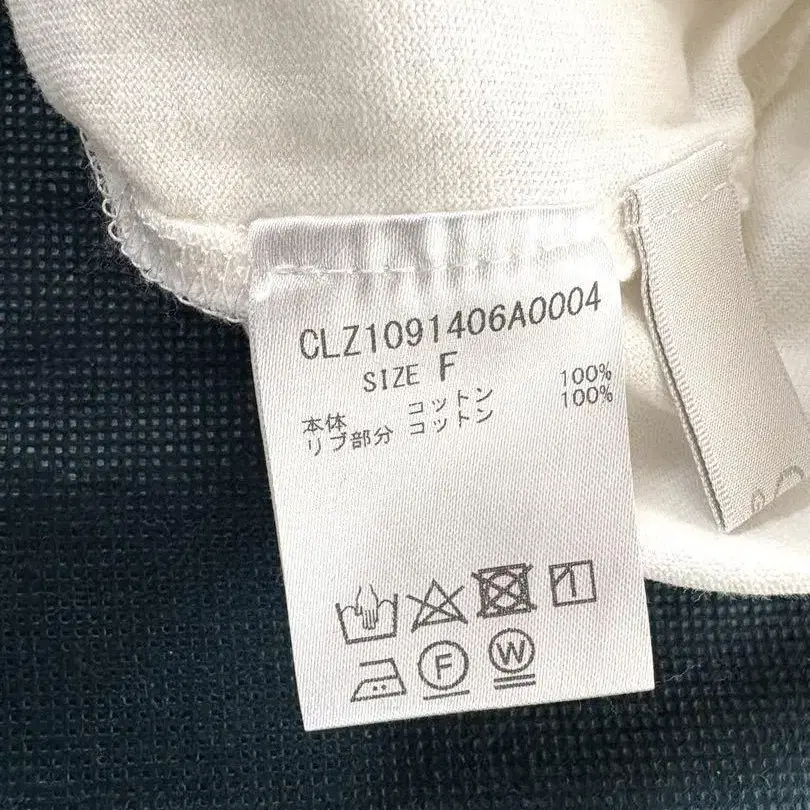 CLZ1091406A0004
SIZE F
本体 コットン 100%
リブ部分 コットン 100%
F W